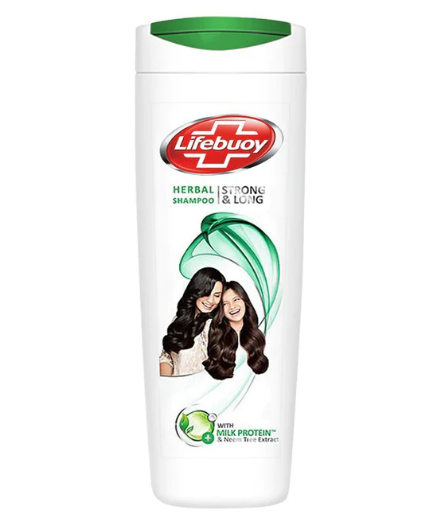 Lifebuoy
HERBAL SHAMPOO
STRONG & LONG
WITH
MILK PROTEIN™
& Neem Tree Extract